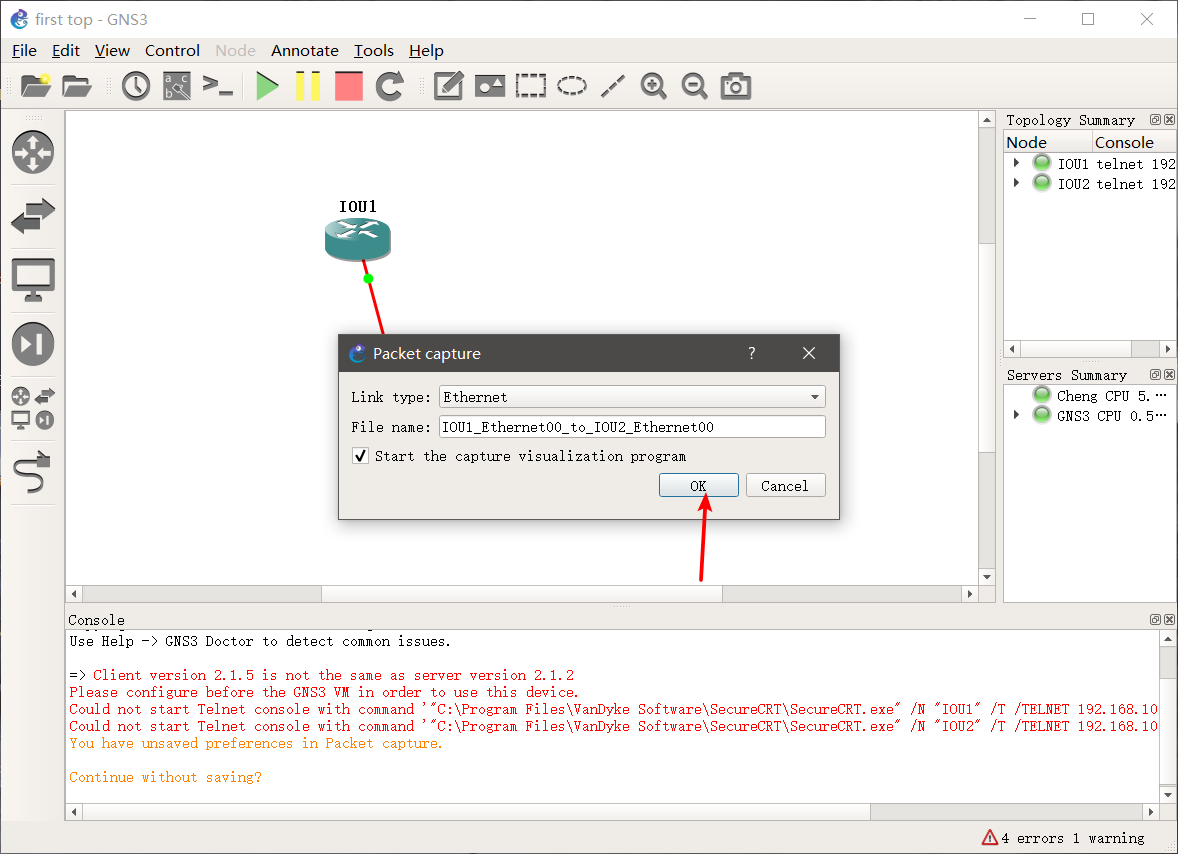 first top - GNS3
File Edit View Control Node Annotate Tools Help
Topology Summary
Node Console
IOU1 telnet 192
IOU2 telnet 192
IOU1
Packet capture ?
Link type: Ethernet
File name: IOU1_Ethernet00_to_IOU2_Ethernet00
Start the capture visualization program
OK Cancel
Servers Summary
Cheng CPU 5.…
GNS3 CPU 0.5…
Console
Use Help -> GNS3 Doctor to detect common issues.
=> Client version 2.1.5 is not the same as server version 2.1.2
Please configure before the GNS3 VM in order to use this device.
Could not start Telnet console with command '"C:\Program Files\VanDyke Software\SecureCRT\SecureCRT.exe" /N "IOU1" /T /TELNET 192.168.10
Could not start Telnet console with command '"C:\Program Files\VanDyke Software\SecureCRT\SecureCRT.exe" /N "IOU2" /T /TELNET 192.168.10
You have unsaved preferences in Packet capture.
Continue without saving?
4 errors 1 warning